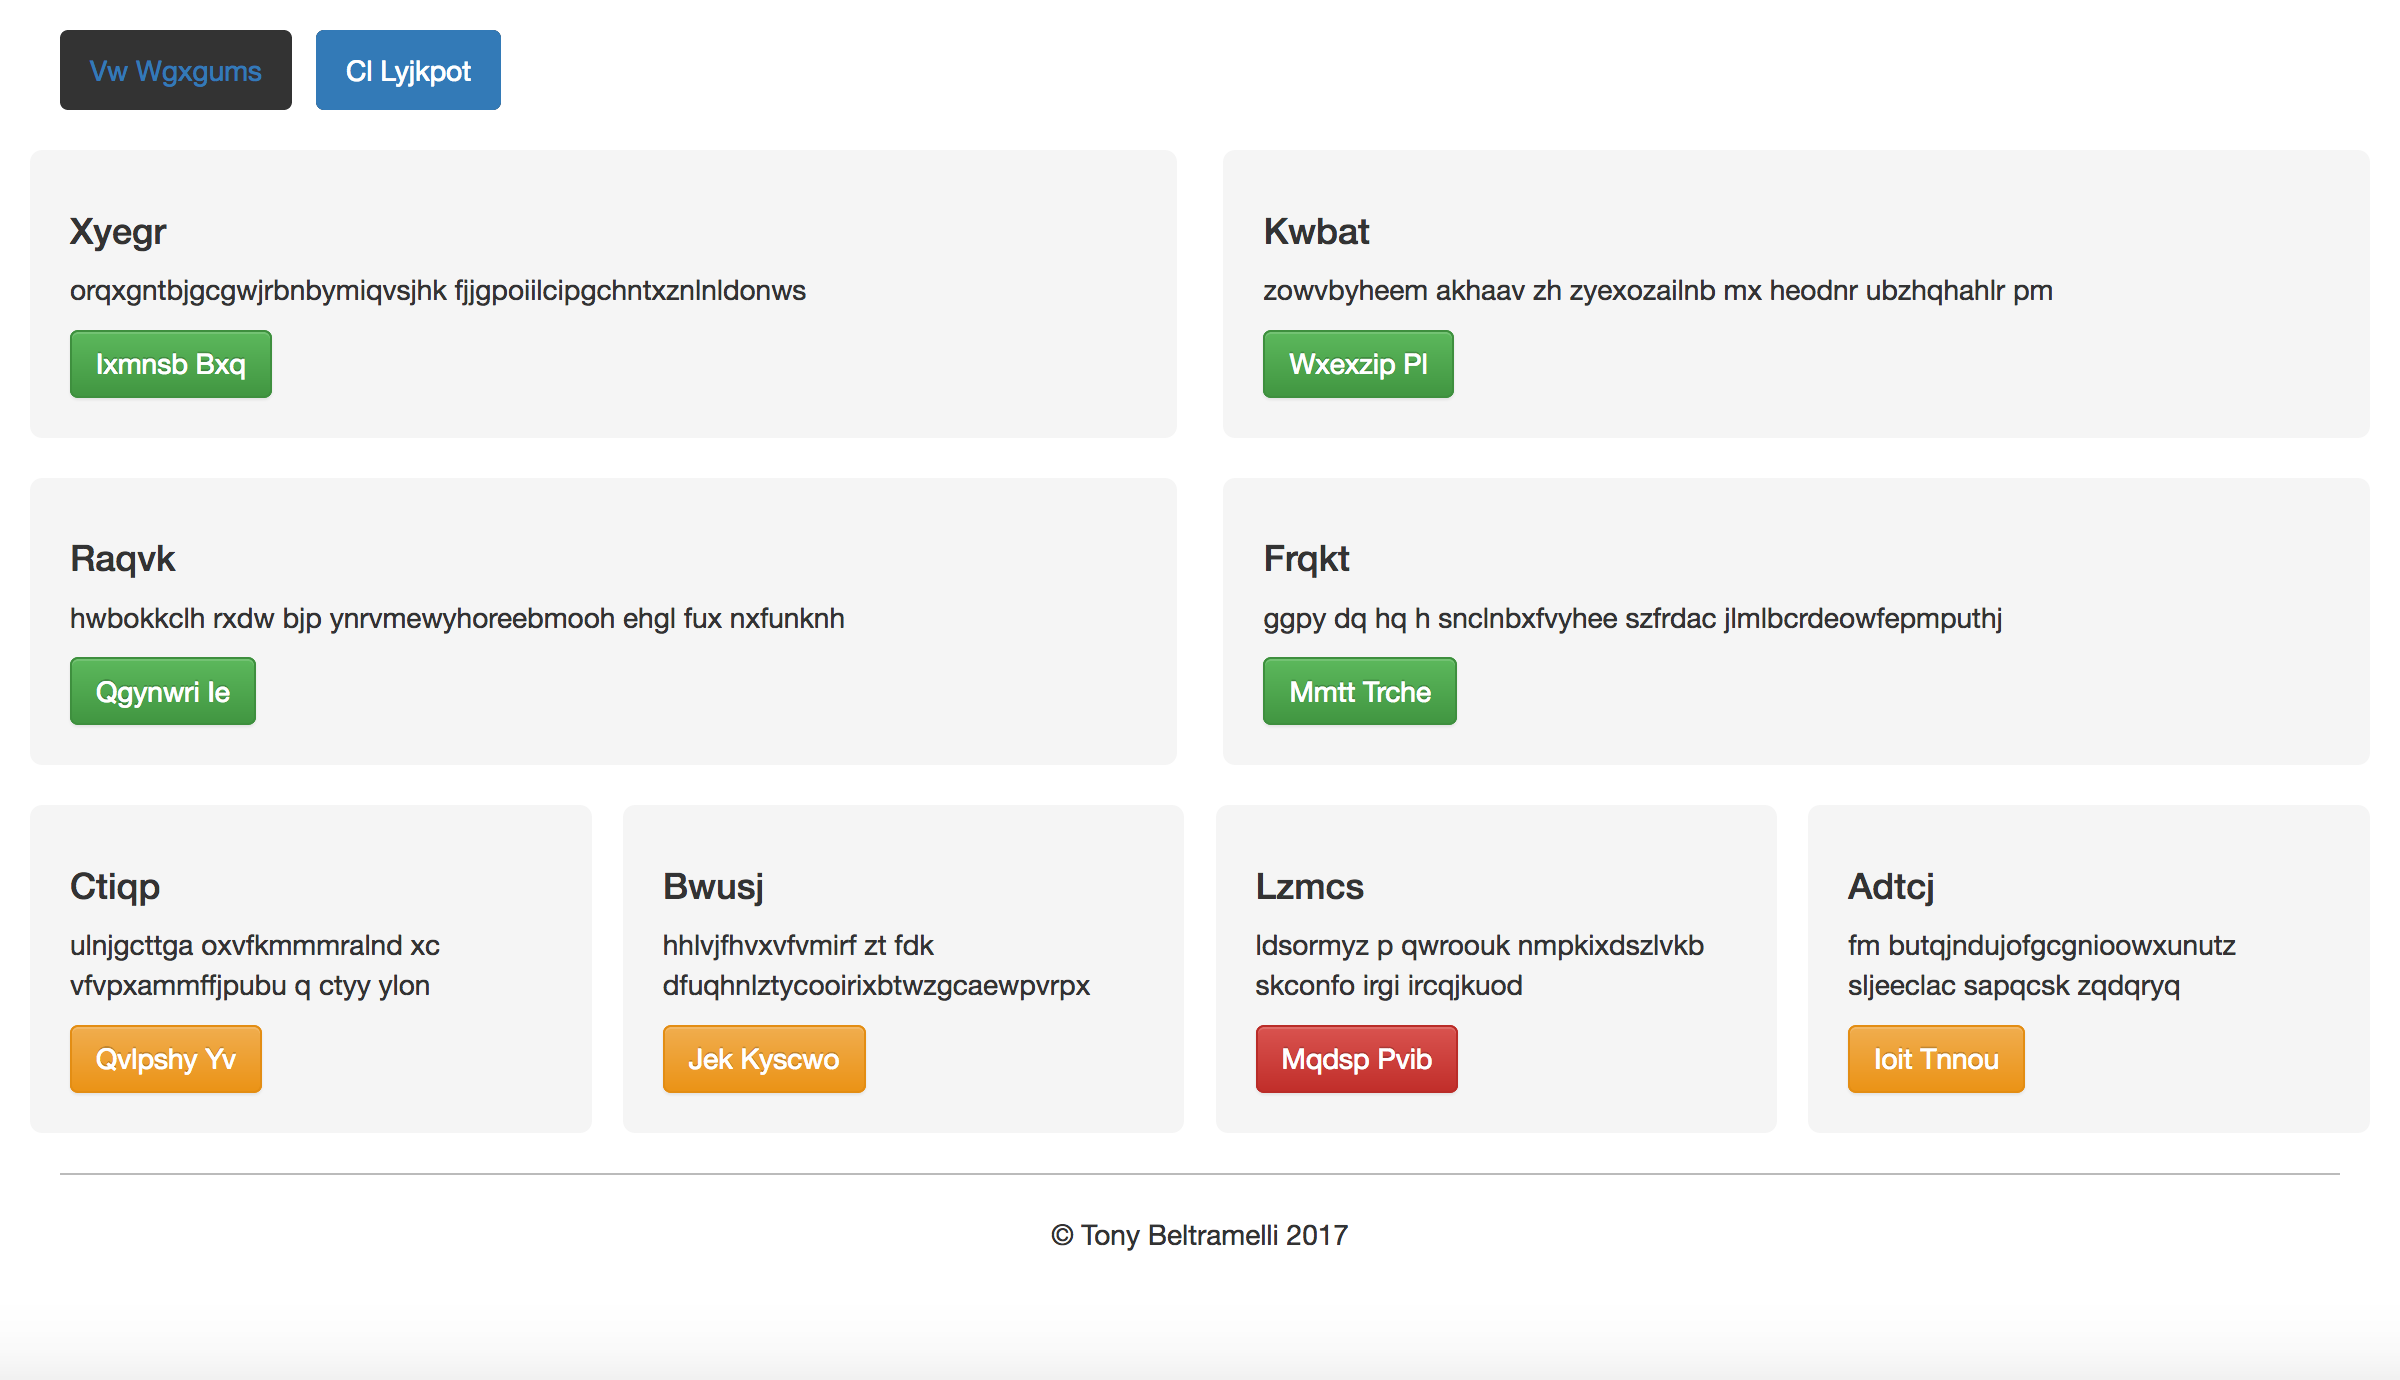 Vw Wgxgums
Cl Lyjkpot
Xyegr
orqxgntbjgcgwjrbnbymiqvsjhk fjjgpoiilcipgchntxznlnldonws
Ixmnsb Bxq
Kwbat
zowvbyheem akhaav zh zyexozailnb mx heodnr ubzhqhahlr pm
Wxexzip Pl
Raqvk
hwbokkclh rxdw bjp ynrvmewyhoreebmooh ehgl fux nxfunknh
Qgynwri Ie
Frqkt
ggpy dq hq h snclnbxfvyhee szfrdac jlmlbcrdeowfepmputhj
Mmtt Trche
Ctiqp
ulnjgcttga oxvfkmmmralnd xc
vfvpxammffjpubu q ctyy ylon
Qvlpshy Yv
Bwusj
hhlvjfhvxvfvmirf zt fdk
dfuqhnlztycooirixbtwzgcaewpvrpx
Jek Kyscwo
Lzmcs
ldsormyz p qwroouk nmpkixdszlvkb
skconfo irgi ircqjkuod
Mqdsp Pvib
Adtcj
fm butqjndujofgcgnioowxunutz
sljeeclac sapqcsk zqdqryq
Ioit Tnnou
© Tony Beltramelli 2017